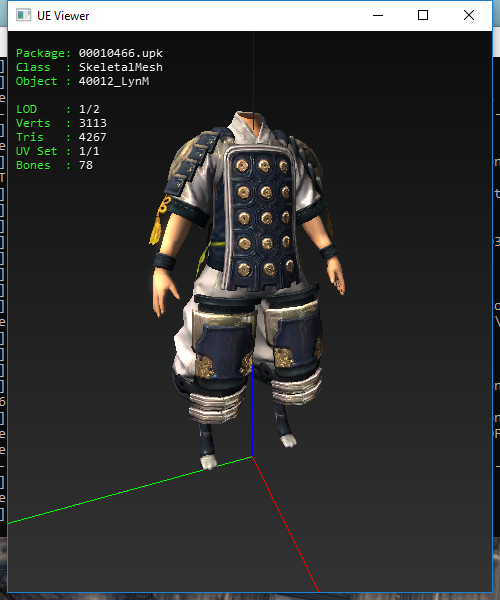 UE Viewer
Package: 00010466.upk
Class : SkeletalMesh
Object : 40012_LynM
LOD : 1/2
Verts : 3113
Tris : 4267
UV Set : 1/1
Bones : 78